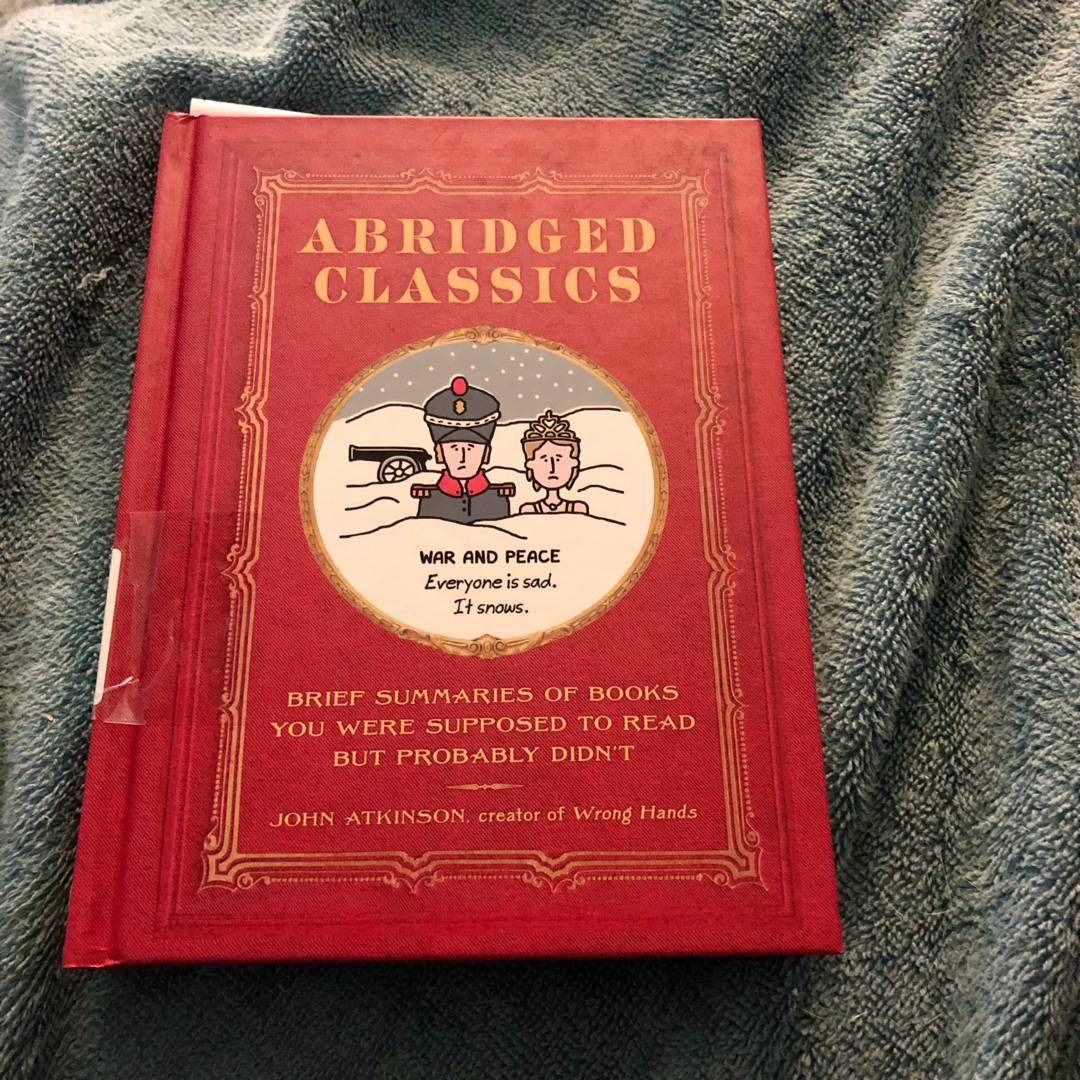 ABRIDGED
CLASSICS
WAR AND PEACE
Everyone is sad.
It snows.
BRIEF SUMMARIES OF BOOKS
YOU WERE SUPPOSED TO READ
BUT PROBABLY DIDN'T
JOHN ATKINSON, creator of Wrong Hands